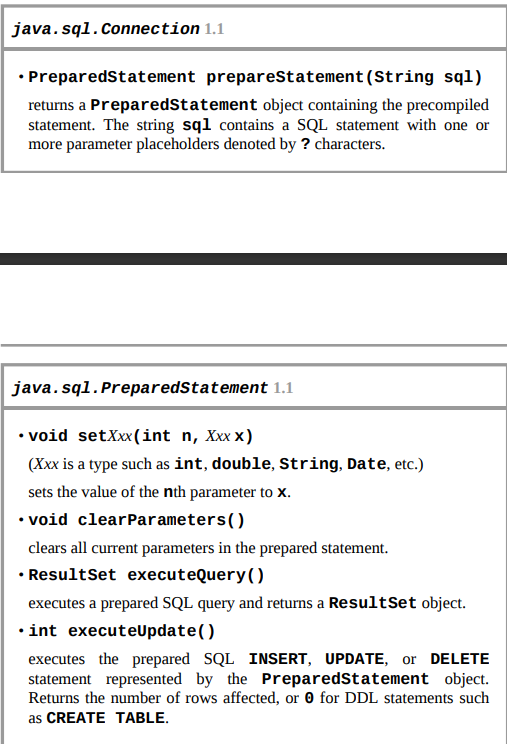 java.sql.Connection 1.1
• PreparedStatement prepareStatement(String sql)
returns a PreparedStatement object containing the precompiled
statement. The string sql contains a SQL statement with one or
more parameter placeholders denoted by ? characters.
java.sql.PreparedStatement 1.1
• void setXxx(int n, Xxx x)
(Xxx is a type such as int, double, String, Date, etc.)
sets the value of the nth parameter to x.
• void clearParameters()
clears all current parameters in the prepared statement.
• ResultSet executeQuery()
executes a prepared SQL query and returns a ResultSet object.
• int executeUpdate()
executes the prepared SQL INSERT, UPDATE, or DELETE
statement represented by the PreparedStatement object.
Returns the number of rows affected, or 0 for DDL statements such
as CREATE TABLE.